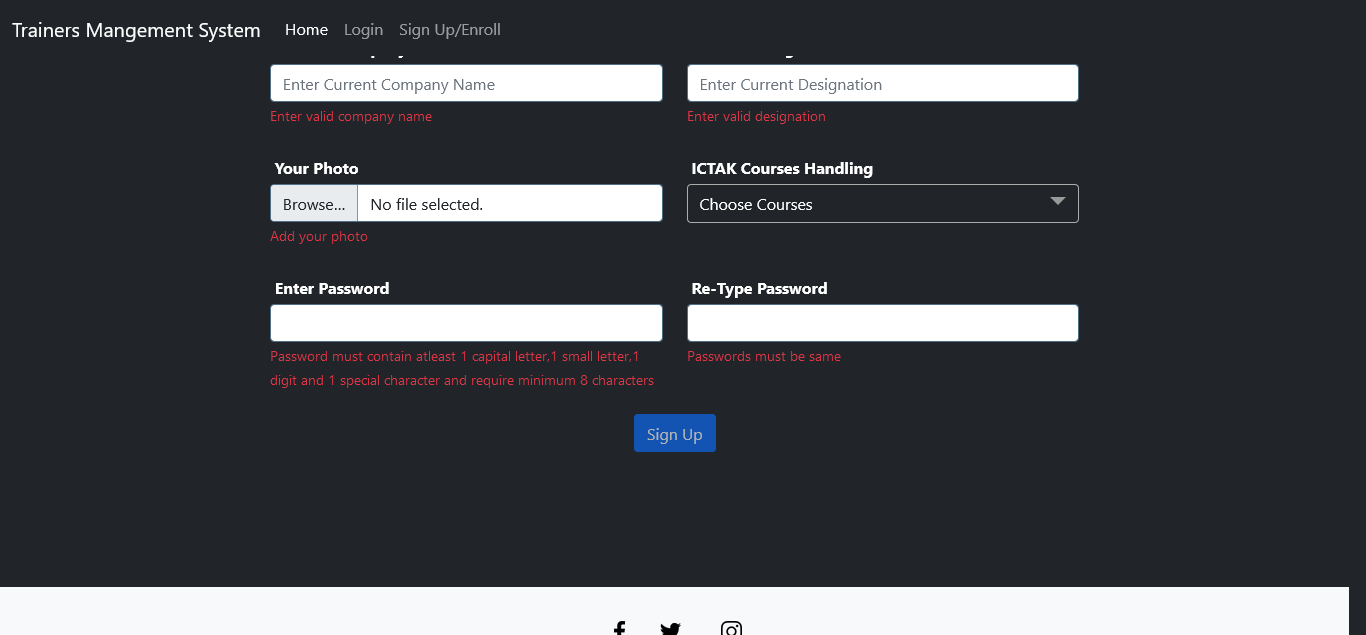 Trainers Mangement System Home Login Sign Up/Enroll
Enter Current Company Name Enter Current Designation
Enter valid company name Enter valid designation
Your Photo ICTAK Courses Handling
Browse... No file selected. Choose Courses
Add your photo
Enter Password Re-Type Password
Password must contain atleast 1 capital letter,1 small letter,1 Passwords must be same
digit and 1 special character and require minimum 8 characters
Sign Up